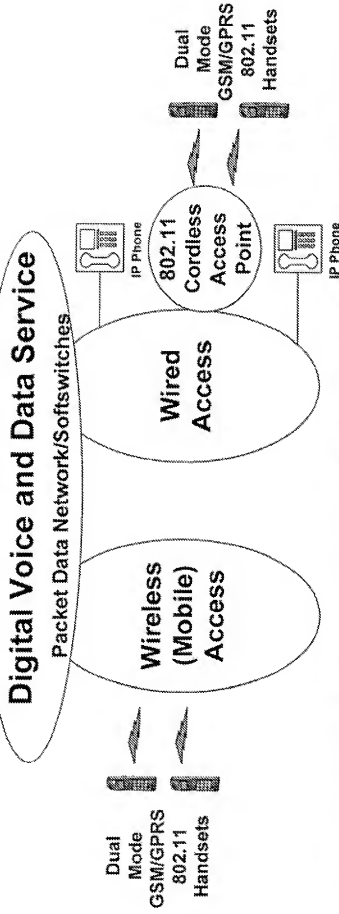 Digital Voice and Data Service
Packet Data Network/Softswitches
Dual
Mode
GSM/GPRS
802.11
Handsets
Wireless
(Mobile)
Access
Wired
Access
IP Phone
802.11
Cordless
Access
Point
IP Phone
Dual
Mode
GSM/GPRS
802.11
Handsets